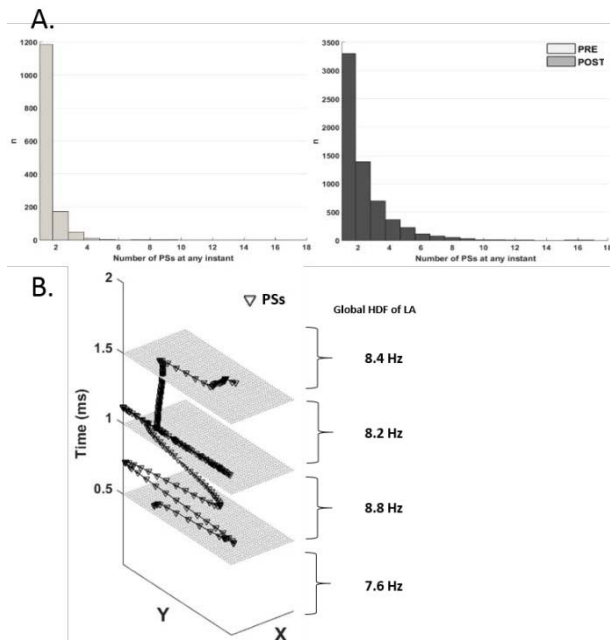 A.
1200
1000
800
600
400
200
0
n
2 4 6 8 10 12 14 16 18
Number of PSs at any instant
3500
3000
2500
2000
1500
1000
500
0
n
2 4 6 8 10 12 14 16 18
Number of PSs at any instant
PRE
POST
B.
2
1.5
1
0.5
Time (ms)
Y
X
PSs
Global HDF of LA
8.4 Hz
8.2 Hz
8.8 Hz
7.6 Hz